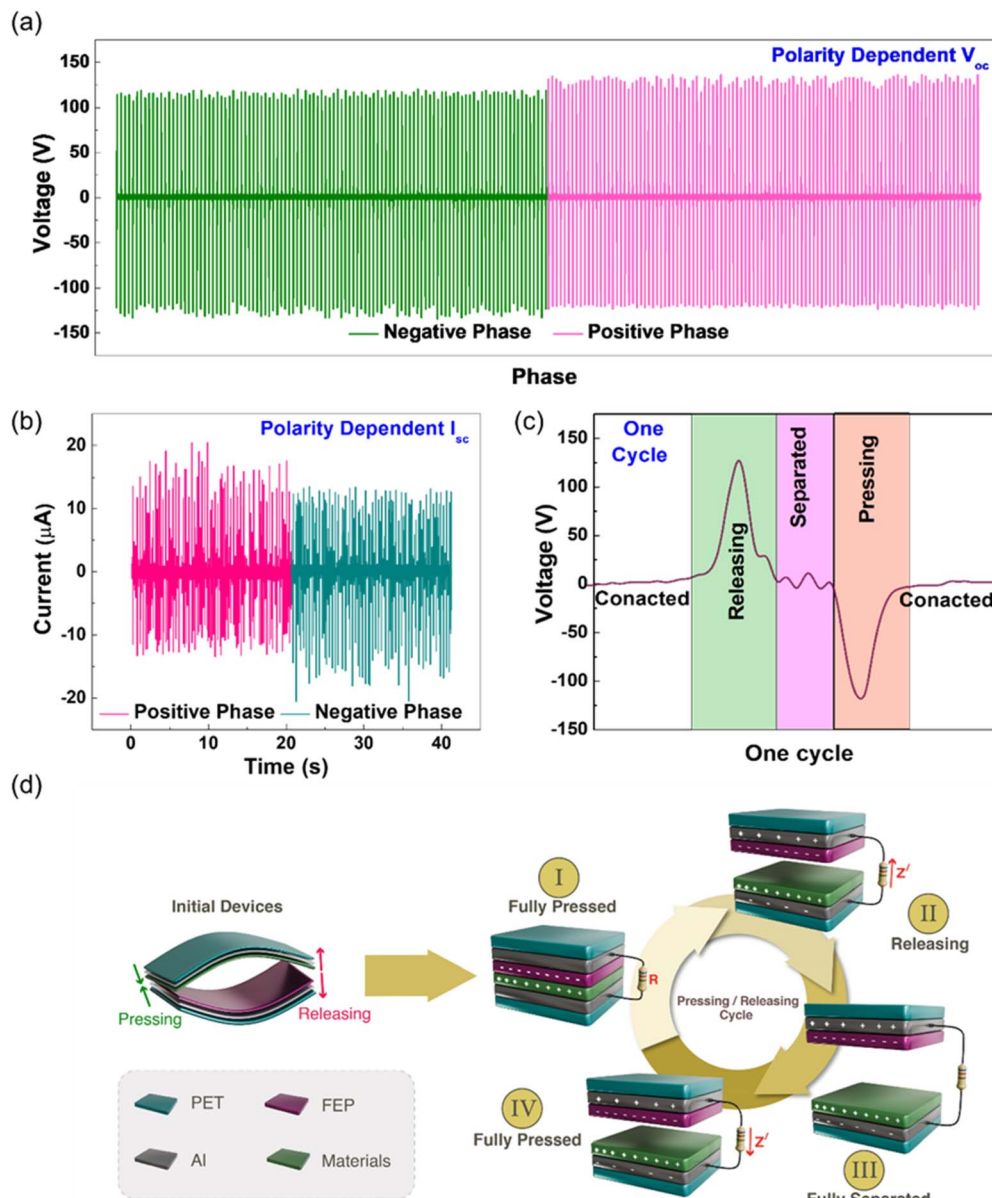 (a)
150
100
50
0
-50
-100
-150
Voltage (V)
Polarity Dependent Voc
Negative Phase
Positive Phase
Phase
(b)
20
10
0
-10
-20
Current (μA)
Polarity Dependent Isc
Positive Phase
Negative Phase
0
10
20
30
40
Time (s)
(c)
150
100
50
0
-50
-100
-150
Voltage (V)
One
Cycle
Conacted
Releasing
Separated
Pressing
Conacted
One cycle
(d)
Initial Devices
Pressing
Releasing
PET
FEP
Al
Materials
I
Fully Pressed
R
II
Releasing
Z′
Pressing / Releasing
Cycle
IV
Fully Pressed
Z′
III
Fully Separated